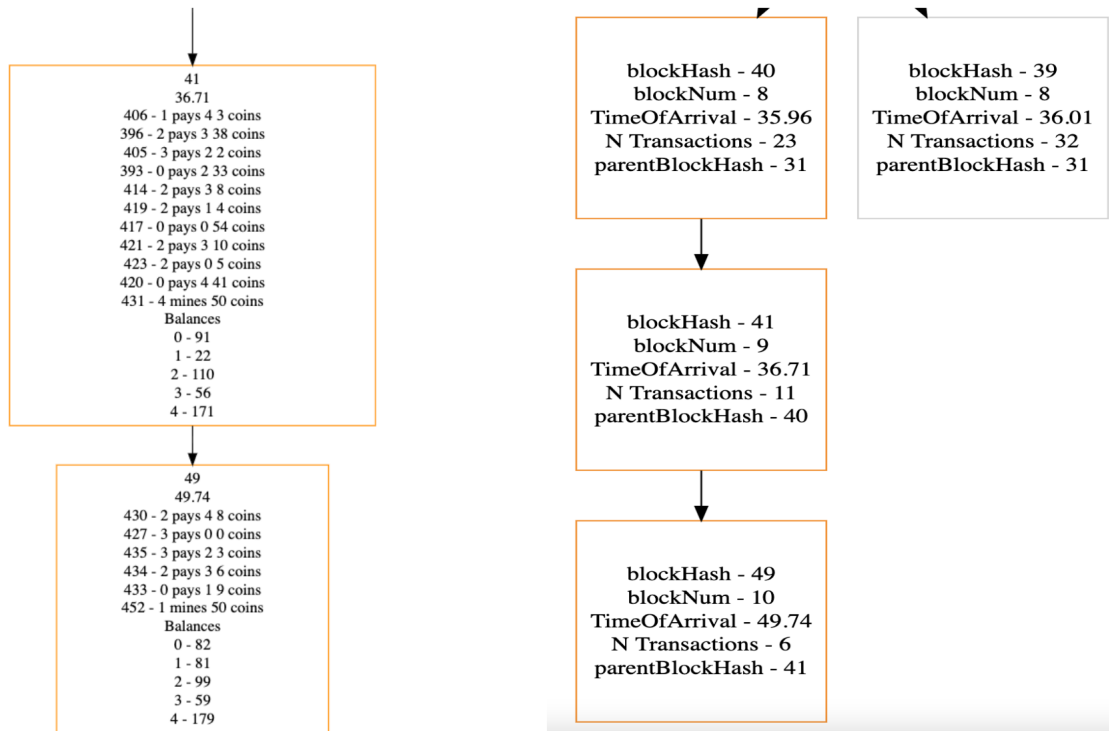 41
36.71
406 - 1 pays 4 3 coins
396 - 2 pays 3 38 coins
405 - 3 pays 2 2 coins
393 - 0 pays 2 33 coins
414 - 2 pays 3 8 coins
419 - 2 pays 1 4 coins
417 - 0 pays 0 54 coins
421 - 2 pays 3 10 coins
423 - 2 pays 0 5 coins
420 - 0 pays 4 41 coins
431 - 4 mines 50 coins
Balances
0 - 91
1 - 22
2 - 110
3 - 56
4 - 171
49
49.74
430 - 2 pays 4 8 coins
427 - 3 pays 0 0 coins
435 - 3 pays 2 3 coins
434 - 2 pays 3 6 coins
433 - 0 pays 1 9 coins
452 - 1 mines 50 coins
Balances
0 - 82
1 - 81
2 - 99
3 - 59
4 - 179
blockHash - 40
blockNum - 8
TimeOfArrival - 35.96
N Transactions - 23
parentBlockHash - 31
blockHash - 39
blockNum - 8
TimeOfArrival - 36.01
N Transactions - 32
parentBlockHash - 31
blockHash - 41
blockNum - 9
TimeOfArrival - 36.71
N Transactions - 11
parentBlockHash - 40
blockHash - 49
blockNum - 10
TimeOfArrival - 49.74
N Transactions - 6
parentBlockHash - 41